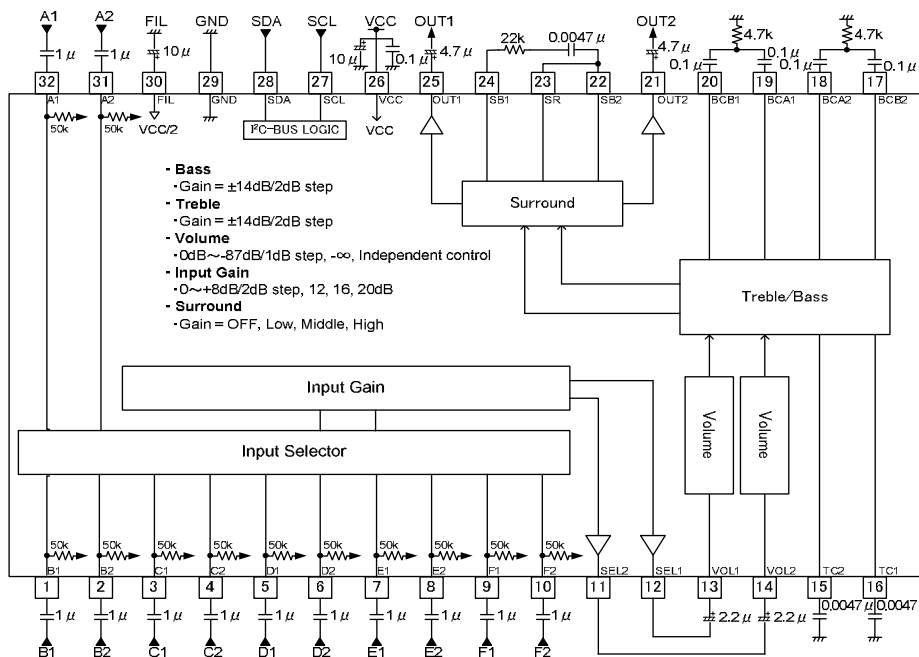 A1 A2 FIL GND SDA SCL VCC OUT1 OUT2 4.7k 4.7k
22k 0.0047μ
1μ 1μ 10μ 10μ 0.1μ 4.7μ 4.7μ 0.1μ 0.1μ 0.1μ 0.1μ
32 31 30 29 28 27 26 25 24 23 22 21 20 19 18 17
A1 A2 FIL GND SDA SCL VCC OUT1 SB1 SR SB2 OUT2 BCB1 BCA1 BCA2 BCB2
50k 50k VCC/2 I²C-BUS LOGIC VCC
- Bass
·Gain = ±14dB/2dB step
- Treble
·Gain = ±14dB/2dB step
- Volume
·0dB～-87dB/1dB step, -∞, Independent control
- Input Gain
·0～+8dB/2dB step, 12, 16, 20dB
- Surround
·Gain = OFF, Low, Middle, High
Surround
Treble/Bass
Input Gain
Volume Volume
Input Selector
50k 50k 50k 50k 50k 50k 50k 50k 50k 50k
B1 B2 C1 C2 D1 D2 E1 E2 F1 F2 SEL2 SEL1 VOL1 VOL2 TC2 TC1
1 2 3 4 5 6 7 8 9 10 11 12 13 14 15 16
1μ 1μ 1μ 1μ 1μ 1μ 1μ 1μ 1μ 1μ 2.2μ 2.2μ 0.0047μ 0.0047μ
B1 B2 C1 C2 D1 D2 E1 E2 F1 F2